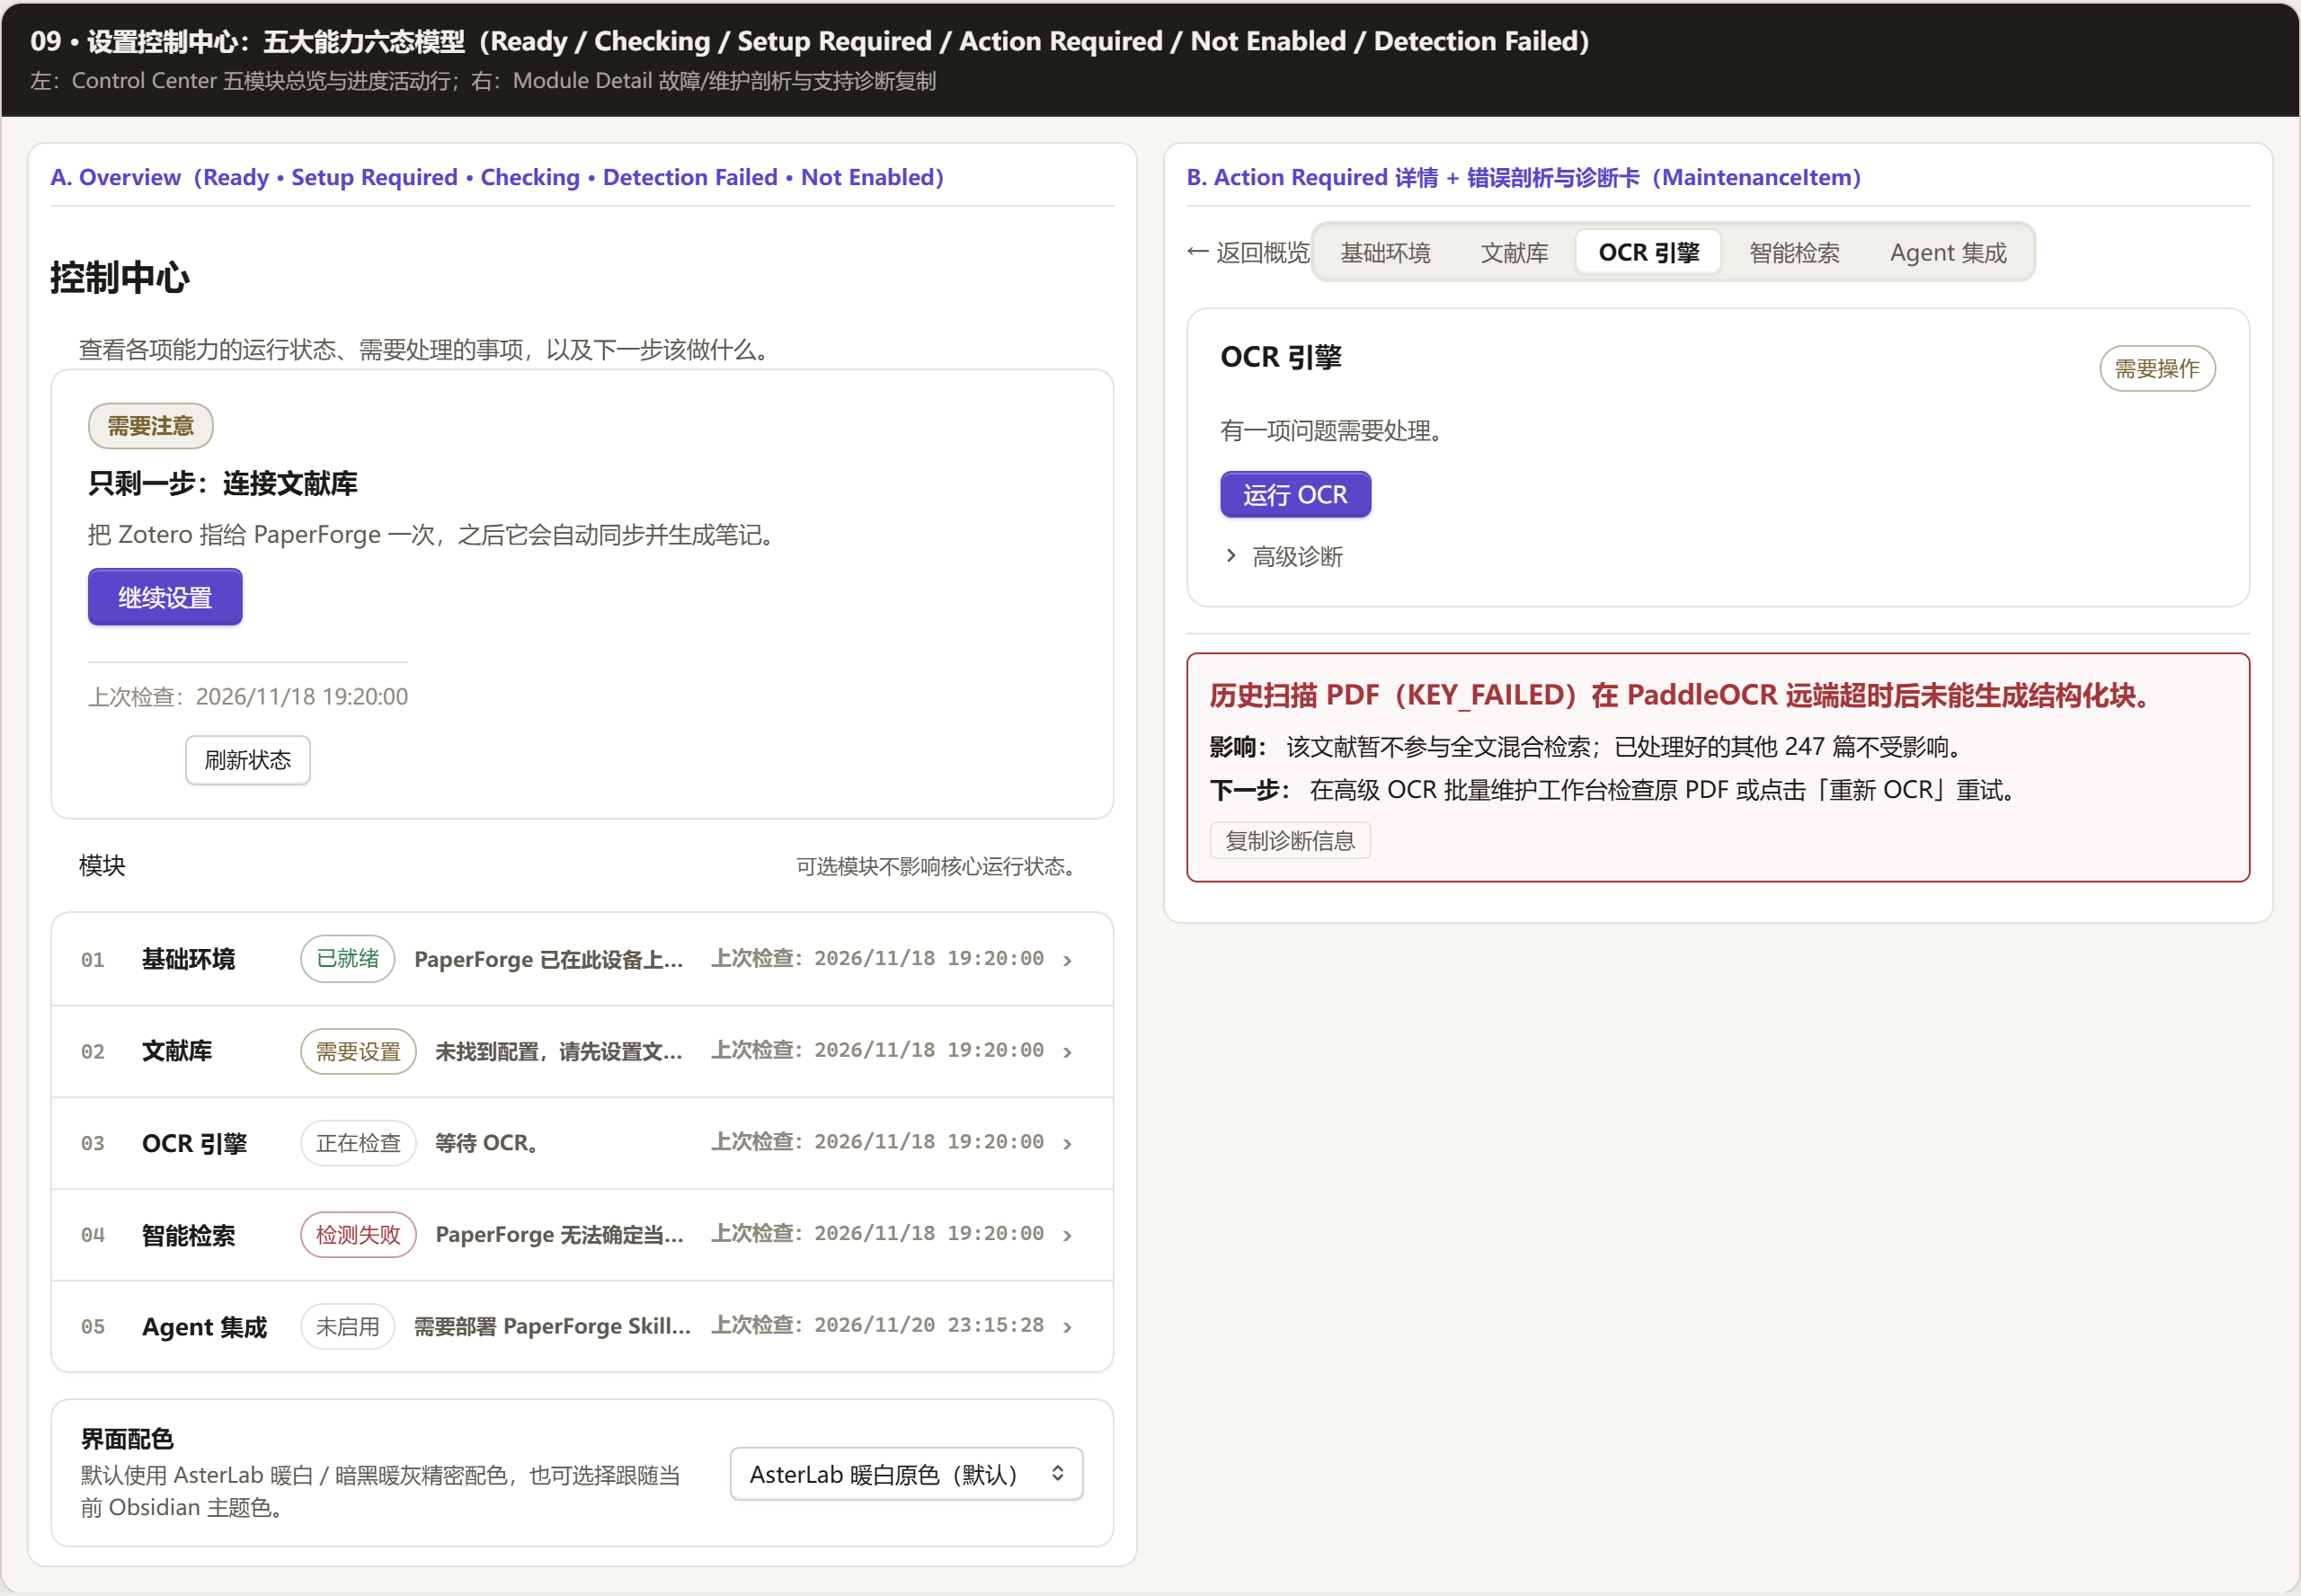 09 • 设置控制中心：五大能力六态模型（Ready / Checking / Setup Required / Action Required / Not Enabled / Detection Failed）
左：Control Center 五模块总览与进度活动行；右：Module Detail 故障/维护剖析与支持诊断复制
A. Overview（Ready • Setup Required • Checking • Detection Failed • Not Enabled）
控制中心
查看各项能力的运行状态、需要处理的事项，以及下一步该做什么。
需要注意
只剩一步：连接文献库
把 Zotero 指给 PaperForge 一次，之后它会自动同步并生成笔记。
继续设置
上次检查：2026/11/18 19:20:00
刷新状态
模块 可选模块不影响核心运行状态。
01 基础环境 已就绪 PaperForge 已在此设备上... 上次检查：2026/11/18 19:20:00 ›
02 文献库 需要设置 未找到配置，请先设置文... 上次检查：2026/11/18 19:20:00 ›
03 OCR 引擎 正在检查 等待 OCR。 上次检查：2026/11/18 19:20:00 ›
04 智能检索 检测失败 PaperForge 无法确定当... 上次检查：2026/11/18 19:20:00 ›
05 Agent 集成 未启用 需要部署 PaperForge Skill... 上次检查：2026/11/20 23:15:28 ›
界面配色
默认使用 AsterLab 暖白 / 暗黑暖灰精密配色，也可选择跟随当
前 Obsidian 主题色。
AsterLab 暖白原色（默认）
B. Action Required 详情 + 错误剖析与诊断卡（MaintenanceItem）
← 返回概览 基础环境 文献库 OCR 引擎 智能检索 Agent 集成
OCR 引擎
需要操作
有一项问题需要处理。
运行 OCR
› 高级诊断
历史扫描 PDF（KEY_FAILED）在 PaddleOCR 远端超时后未能生成结构化块。
影响： 该文献暂不参与全文混合检索；已处理好的其他 247 篇不受影响。
下一步： 在高级 OCR 批量维护工作台检查原 PDF 或点击「重新 OCR」重试。
复制诊断信息